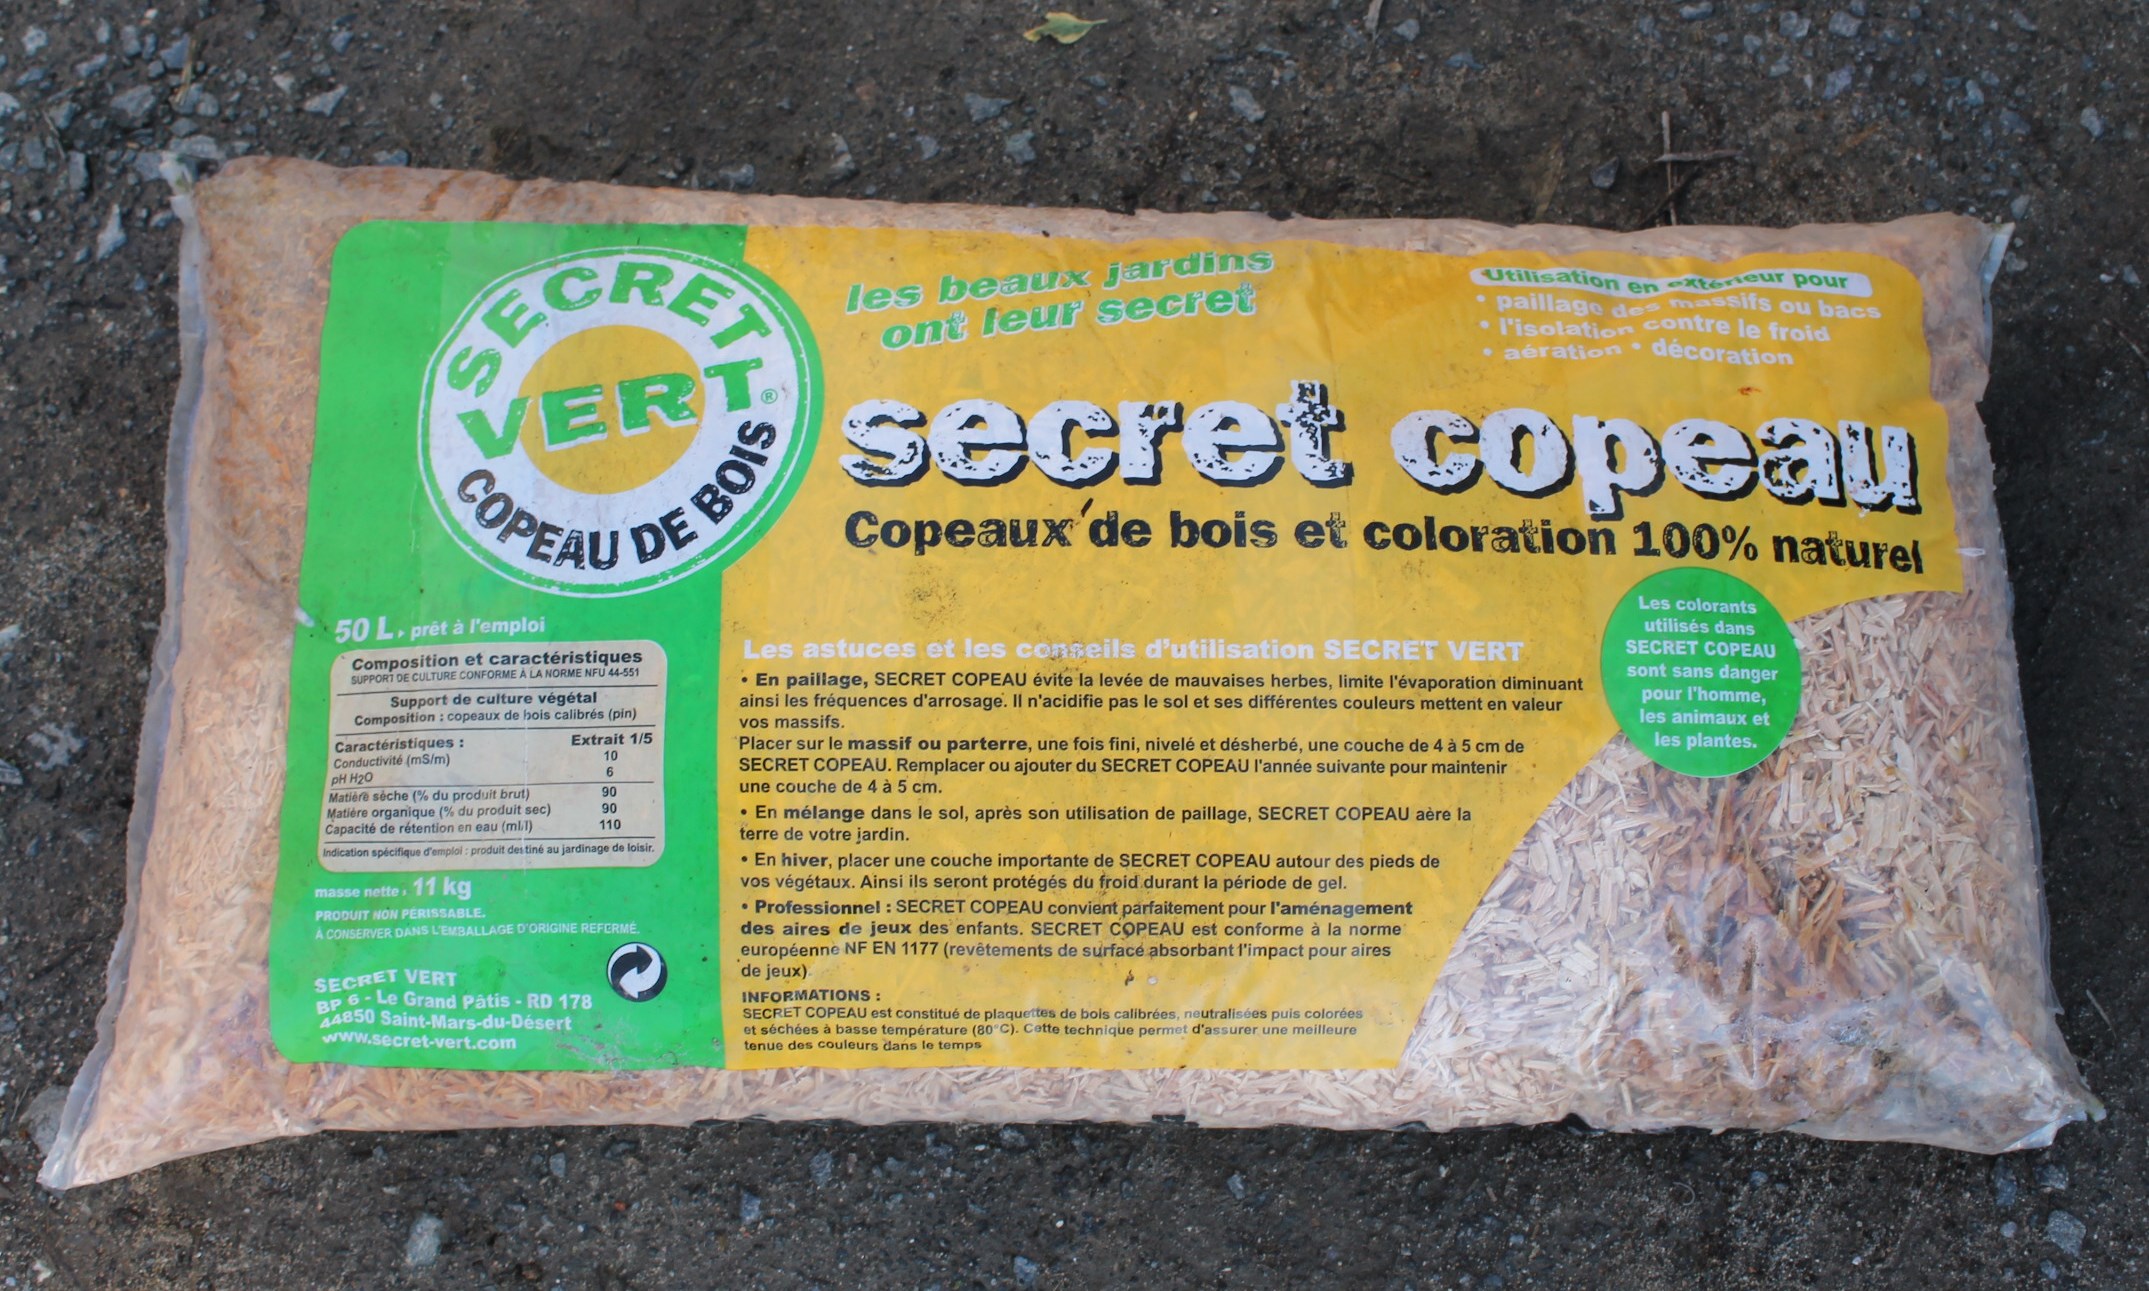 SECRET
VERT®
COPEAU DE BOIS
les beaux jardins
ont leur secret
Utilisation en extérieur pour
• paillage des massifs ou bacs
• l'isolation contre le froid
• aération • décoration
secret copeau
Copeaux de bois et coloration 100% naturel
Les colorants
utilisés dans
SECRET COPEAU
sont sans danger
pour l'homme,
les animaux et
les plantes.
50 L, prêt à l'emploi
Composition et caractéristiques
SUPPORT DE CULTURE CONFORME À LA NORME NFU 44-551
Support de culture végétal
Composition : copeaux de bois calibrés (pin)
Caractéristiques : Extrait 1/5
Conductivité (mS/m) 10
pH H2O 6
Matière sèche (% du produit brut) 90
Matière organique (% du produit sec) 90
Capacité de rétention en eau (ml/l) 110
Indication spécifique d'emploi : produit destiné au jardinage de loisir.
masse nette : 11 kg
PRODUIT NON PÉRISSABLE.
À CONSERVER DANS L'EMBALLAGE D'ORIGINE REFERMÉ.
SECRET VERT
BP 6 - Le Grand Pâtis - RD 178
44850 Saint-Mars-du-Désert
www.secret-vert.com
Les astuces et les conseils d'utilisation SECRET VERT
• En paillage, SECRET COPEAU évite la levée de mauvaises herbes, limite l'évaporation diminuant
ainsi les fréquences d'arrosage. Il n'acidifie pas le sol et ses différentes couleurs mettent en valeur
vos massifs.
Placer sur le massif ou parterre, une fois fini, nivelé et désherbé, une couche de 4 à 5 cm de
SECRET COPEAU. Remplacer ou ajouter du SECRET COPEAU l'année suivante pour maintenir
une couche de 4 à 5 cm.
• En mélange dans le sol, après son utilisation de paillage, SECRET COPEAU aère la
terre de votre jardin.
• En hiver, placer une couche importante de SECRET COPEAU autour des pieds de
vos végétaux. Ainsi ils seront protégés du froid durant la période de gel.
• Professionnel : SECRET COPEAU convient parfaitement pour l'aménagement
des aires de jeux des enfants. SECRET COPEAU est conforme à la norme
européenne NF EN 1177 (revêtements de surface absorbant l'impact pour aires
de jeux).
INFORMATIONS :
SECRET COPEAU est constitué de plaquettes de bois calibrées, neutralisées puis colorées
et séchées à basse température (80°C). Cette technique permet d'assurer une meilleure
tenue des couleurs dans le temps